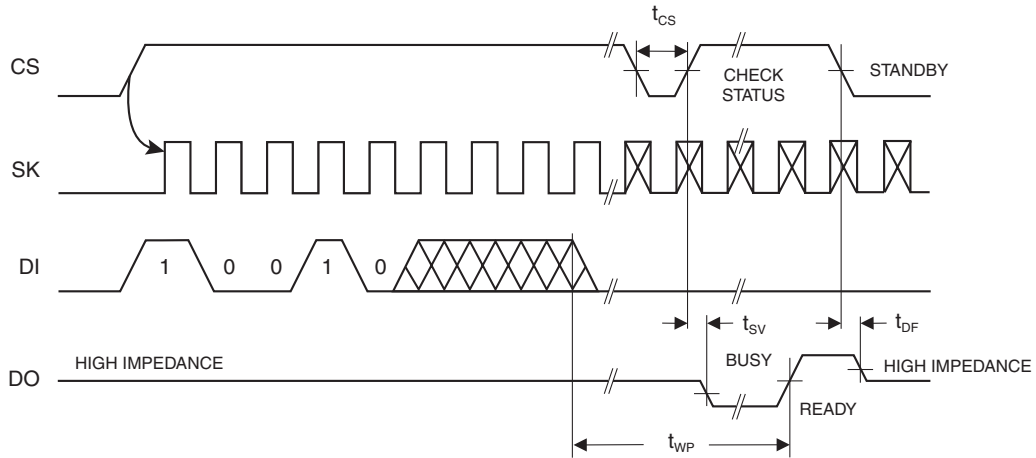 tCS
CS
CHECK
STATUS
STANDBY
SK
DI
1 0 0 1 0
tSV
tDF
HIGH IMPEDANCE
BUSY
HIGH IMPEDANCE
DO
READY
tWP